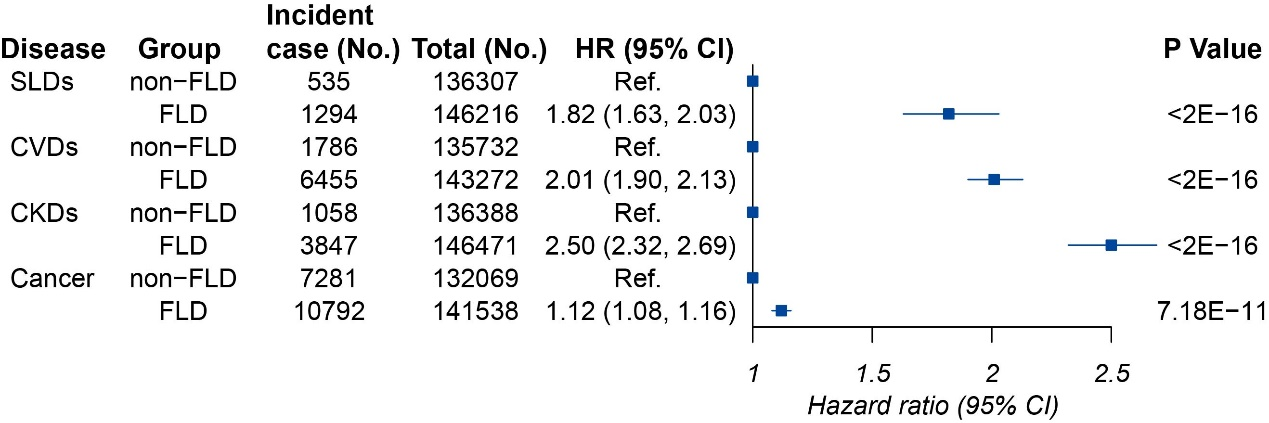 Incident
Disease Group case (No.) Total (No.) HR (95% CI) P Value
SLDs non−FLD 535 136307 Ref.
FLD 1294 146216 1.82 (1.63, 2.03) <2E−16
CVDs non−FLD 1786 135732 Ref.
FLD 6455 143272 2.01 (1.90, 2.13) <2E−16
CKDs non−FLD 1058 136388 Ref.
FLD 3847 146471 2.50 (2.32, 2.69) <2E−16
Cancer non−FLD 7281 132069 Ref.
FLD 10792 141538 1.12 (1.08, 1.16) 7.18E−11
1 1.5 2 2.5
Hazard ratio (95% CI)